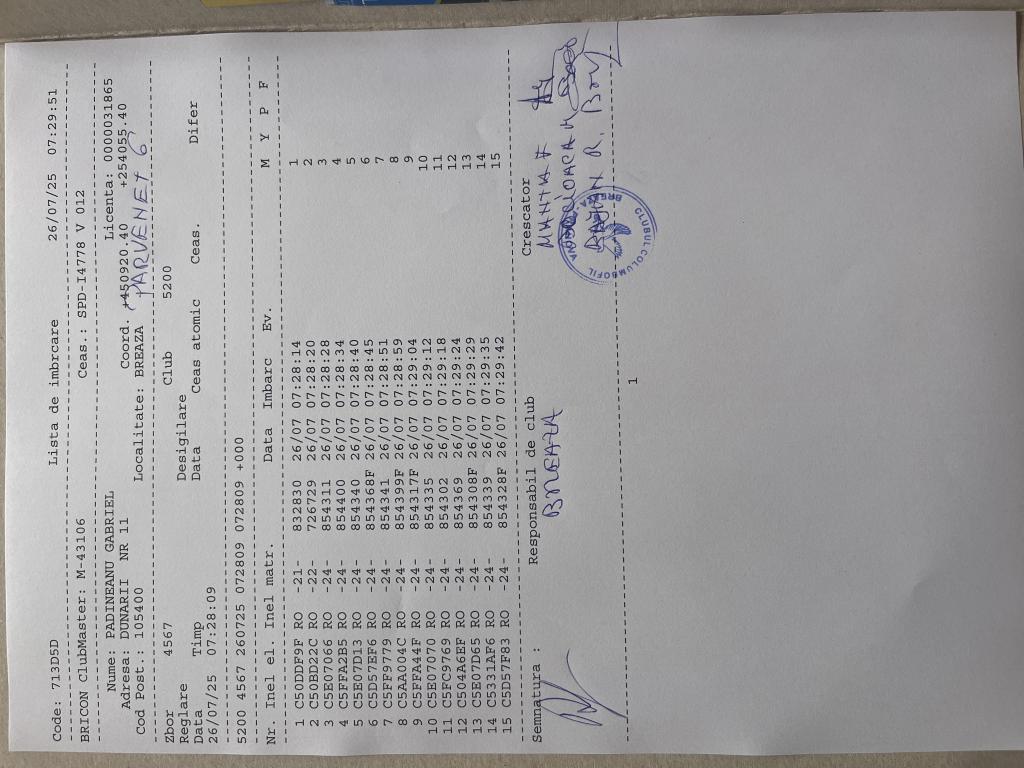 Code: 713D5D Lista de imbrcare 26/07/25 07:29:51
BRICON ClubMaster: M-43106 Ceas.: SPD.I4778 V 012
Nume: PADINEANU GABRIEL Licenta: 0000031865
Adresa: DUNARII NR 11 Coord. +450920.40 +254055.40
Cod Post.: 105400 Localitate: BREAZA PARVENET 6
Zbor 4567 Club 5200
Reglare Desigilare
Data Timp Data Ceas atomic Ceas. Difer
26/07/25 07:28:09
5200 4567 260725 072809 072809 +000
Nr. Inel el. Inel matr. Data Imbarc Ev. M Y P F
1 C50DDF9F RO -21- 832830 26/07 07:28:14 1
2 C50BD22C RO -22- 726729 26/07 07:28:20 2
3 C5E07066 RO -24- 854311 26/07 07:28:28 3
4 C5FFA2B5 RO -24- 854400 26/07 07:28:34 4
5 C5E07D13 RO -24- 854340 26/07 07:28:40 5
6 C5D57EF6 RO -24- 854368F 26/07 07:28:45 6
7 C5FF9779 RO -24- 854341 26/07 07:28:51 7
8 C5AA004C RO -24- 854399F 26/07 07:28:59 8
9 C5FFA44F RO -24- 854317F 26/07 07:29:04 9
10 C5E07070 RO -24- 854335 26/07 07:29:12 10
11 C5FC9769 RO -24- 854302 26/07 07:29:18 11
12 C504A6EF RO -24- 854369 26/07 07:29:24 12
13 C5E07D65 RO -24- 854308F 26/07 07:29:29 13
14 C5331AF6 RO -24- 854339 26/07 07:29:35 14
15 C5D57F83 RO -24- 854328F 26/07 07:29:42 15
Semnatura : Responsabil de club Crescator
BREAZA
CLUBUL COLUMBOFIL BREAZA
1